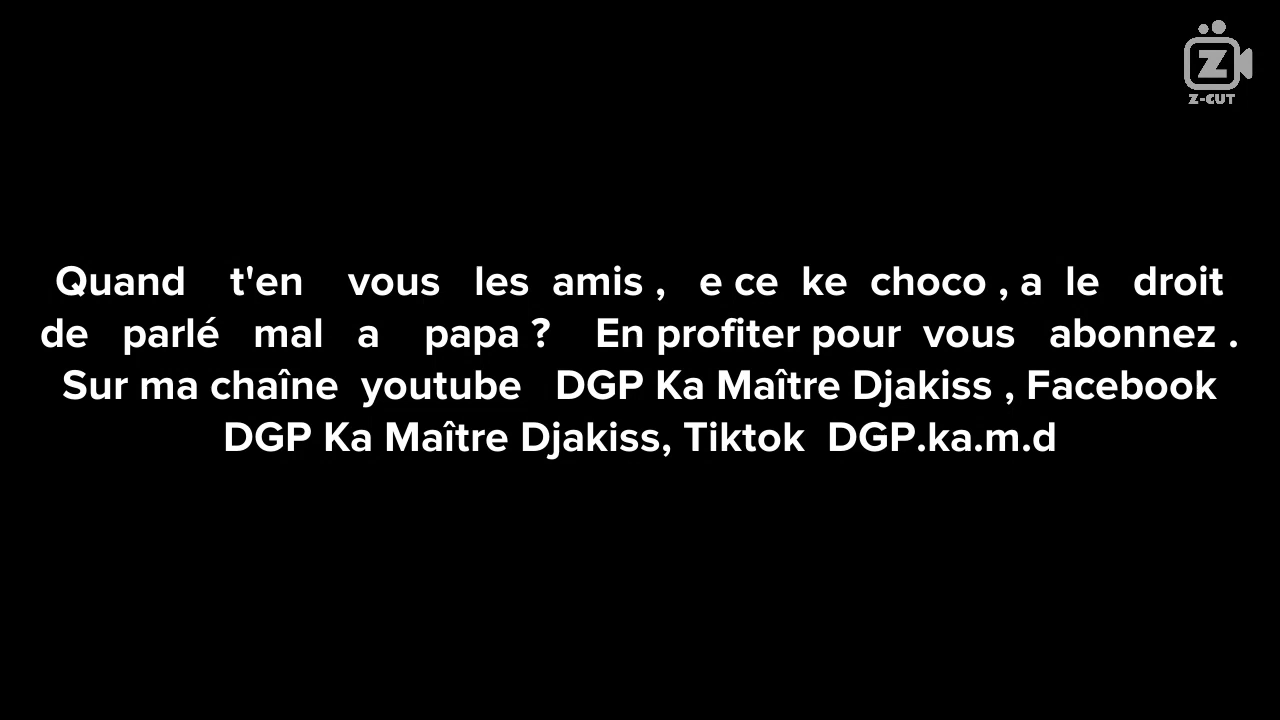 Z
Z-CUT
Quand t'en vous les amis , e ce ke choco , a le droit
de parlé mal a papa ? En profiter pour vous abonnez .
Sur ma chaîne youtube DGP Ka Maître Djakiss , Facebook
DGP Ka Maître Djakiss, Tiktok DGP.ka.m.d